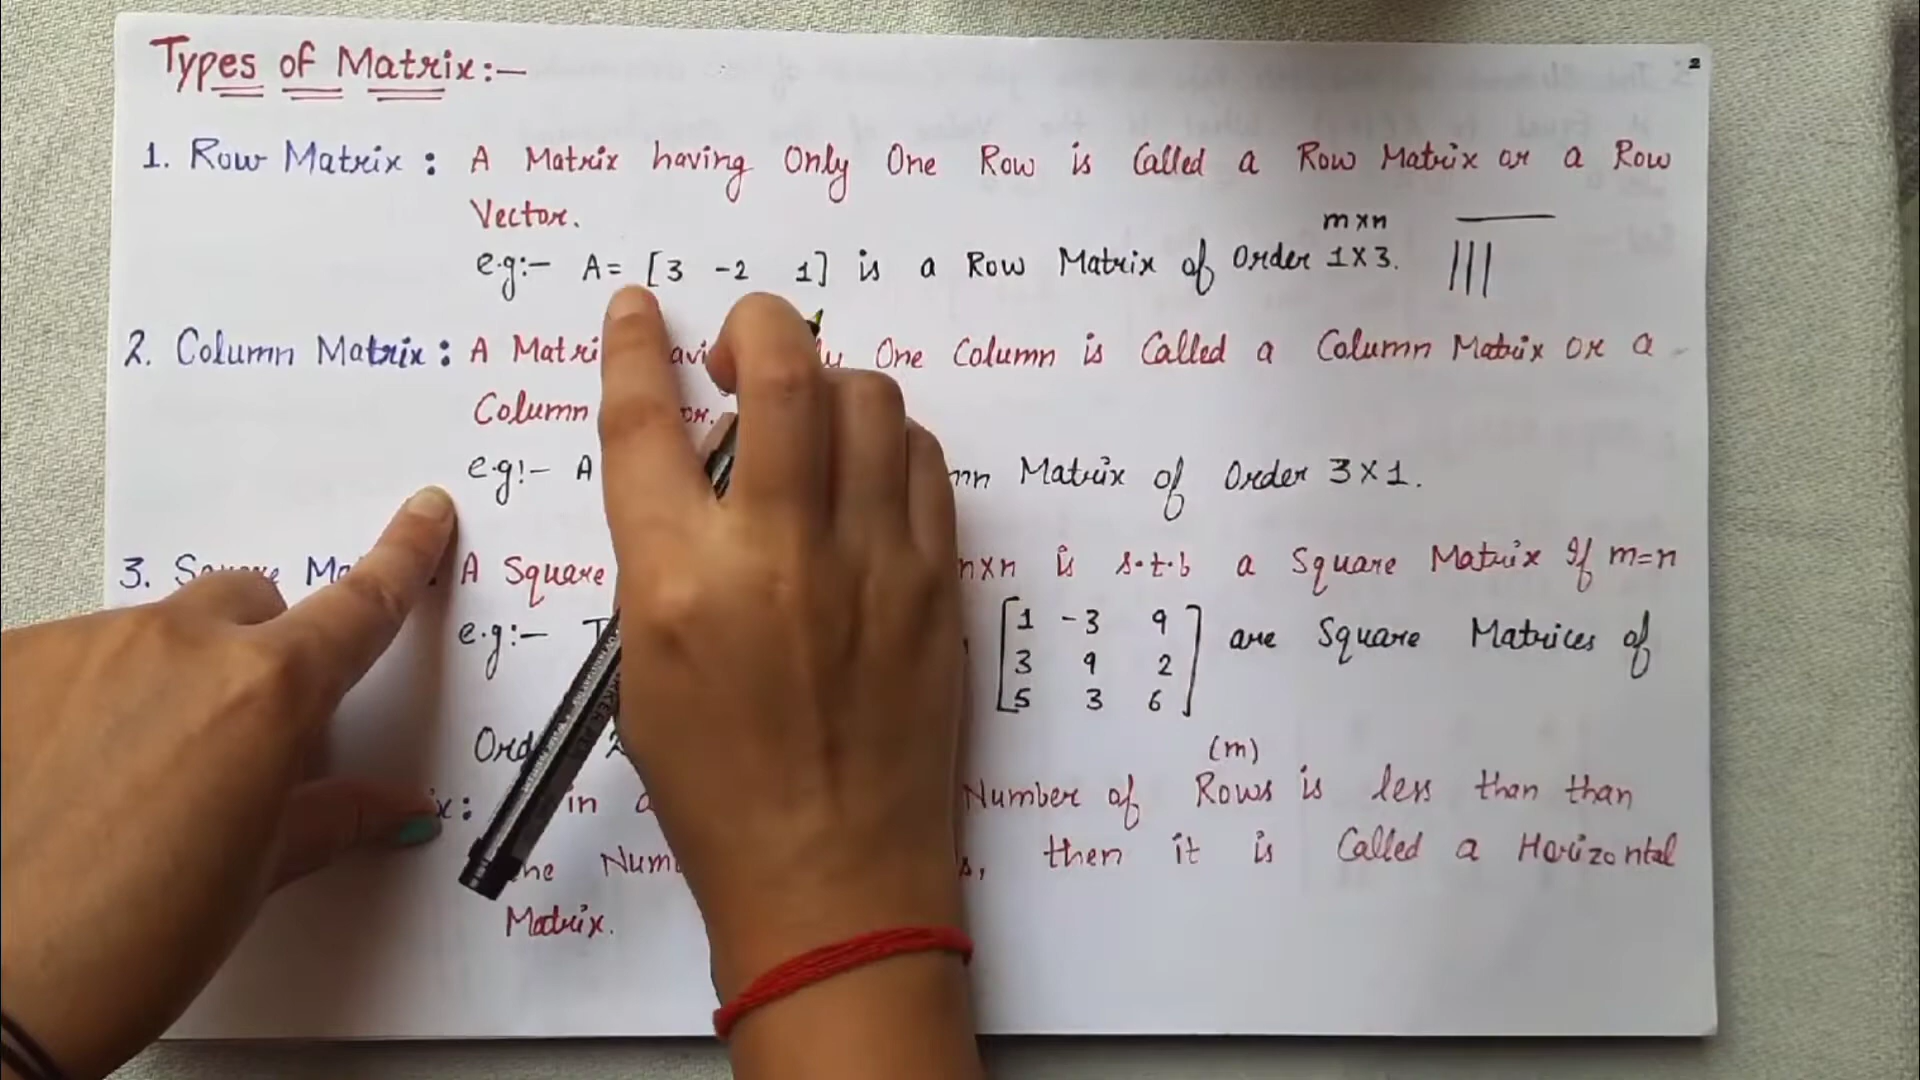 Types of Matrix:-
2
1. Row Matrix : A Matrix having Only One Row is Called a Row Matrix or a Row
Vector.
m×n
e.g:- A= [3 -2 1] is a Row Matrix of Order 1×3.
2. Column Matrix : A One Column is Called a Column Matrix or a
Column
e.g:- A Matrix of Order 3×1.
3. A Square m×n is s.t.b a Square Matrix If m=n
e.g:- [1 -3 9 are Square Matrices of
3 9 2
5 3 6]
(m)
in a Number of Rows is less than than
then it is Called a Horizontal
Matrix.